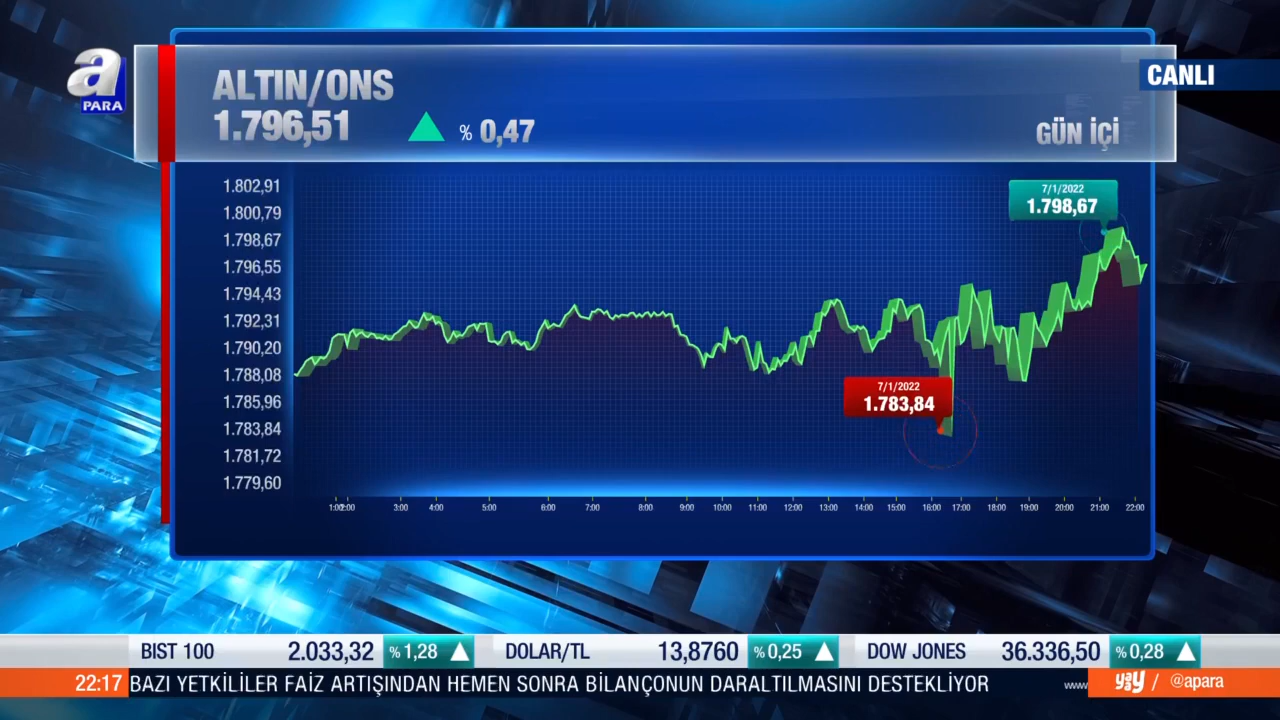 a
PARA
CANLI
ALTIN/ONS
1.796,51
% 0,47
GÜN İÇİ
1.802,91
1.800,79
1.798,67
1.796,55
1.794,43
1.792,31
1.790,20
1.788,08
1.785,96
1.783,84
1.781,72
1.779,60
7/1/2022
1.798,67
7/1/2022
1.783,84
1:00 2:00 3:00 4:00 5:00 6:00 7:00 8:00 9:00 10:00 11:00 12:00 13:00 14:00 15:00 16:00 17:00 18:00 19:00 20:00 21:00 22:00
BIST 100 2.033,32 % 1,28 DOLAR/TL 13,8760 % 0,25 DOW JONES 36.336,50 % 0,28
22:17 BAZI YETKİLİLER FAİZ ARTIŞINDAN HEMEN SONRA BİLANÇONUN DARALTILMASINI DESTEKLİYOR www yaay / @apara